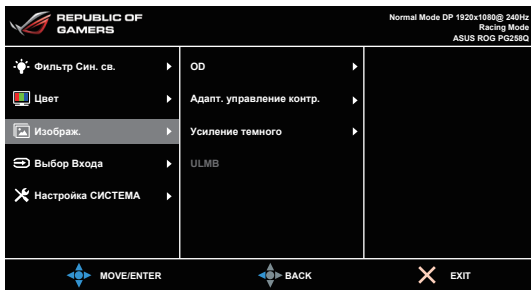 REPUBLIC OF
GAMERS
Normal Mode DP 1920x1080@ 240Hz
Racing Mode
ASUS ROG PG258Q
Фильтр Син. св.
Цвет
Изображ.
Выбор Входа
Настройка СИСТЕМА
OD
Адапт. управление контр.
Усиление темного
ULMB
MOVE/ENTER
BACK
EXIT